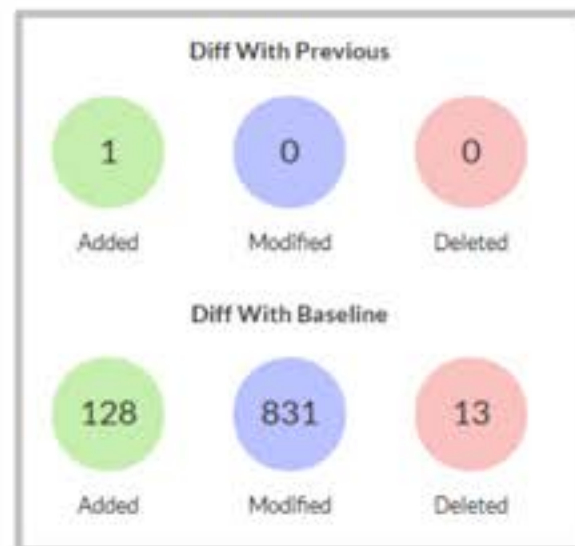 Diff With Previous
1 0 0
Added Modified Deleted
Diff With Baseline
128 831 13
Added Modified Deleted